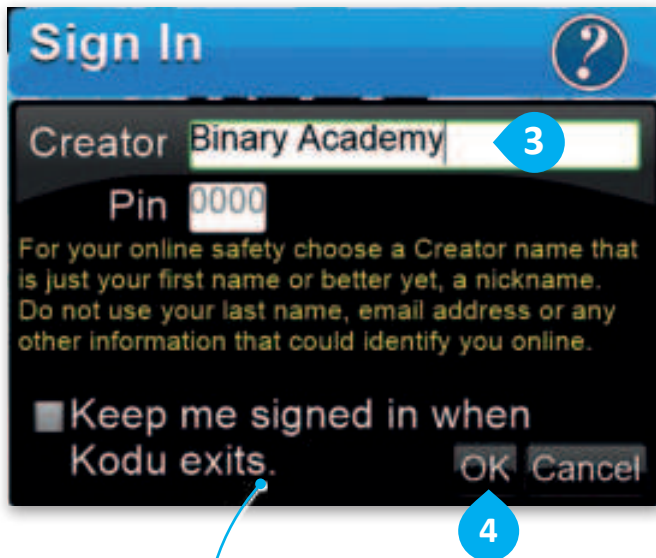 Sign In
?
Creator Binary Academy 3
Pin 0000
For your online safety choose a Creator name that
is just your first name or better yet, a nickname.
Do not use your last name, email address or any
other information that could identify you online.
Keep me signed in when
Kodu exits.
OK Cancel
4